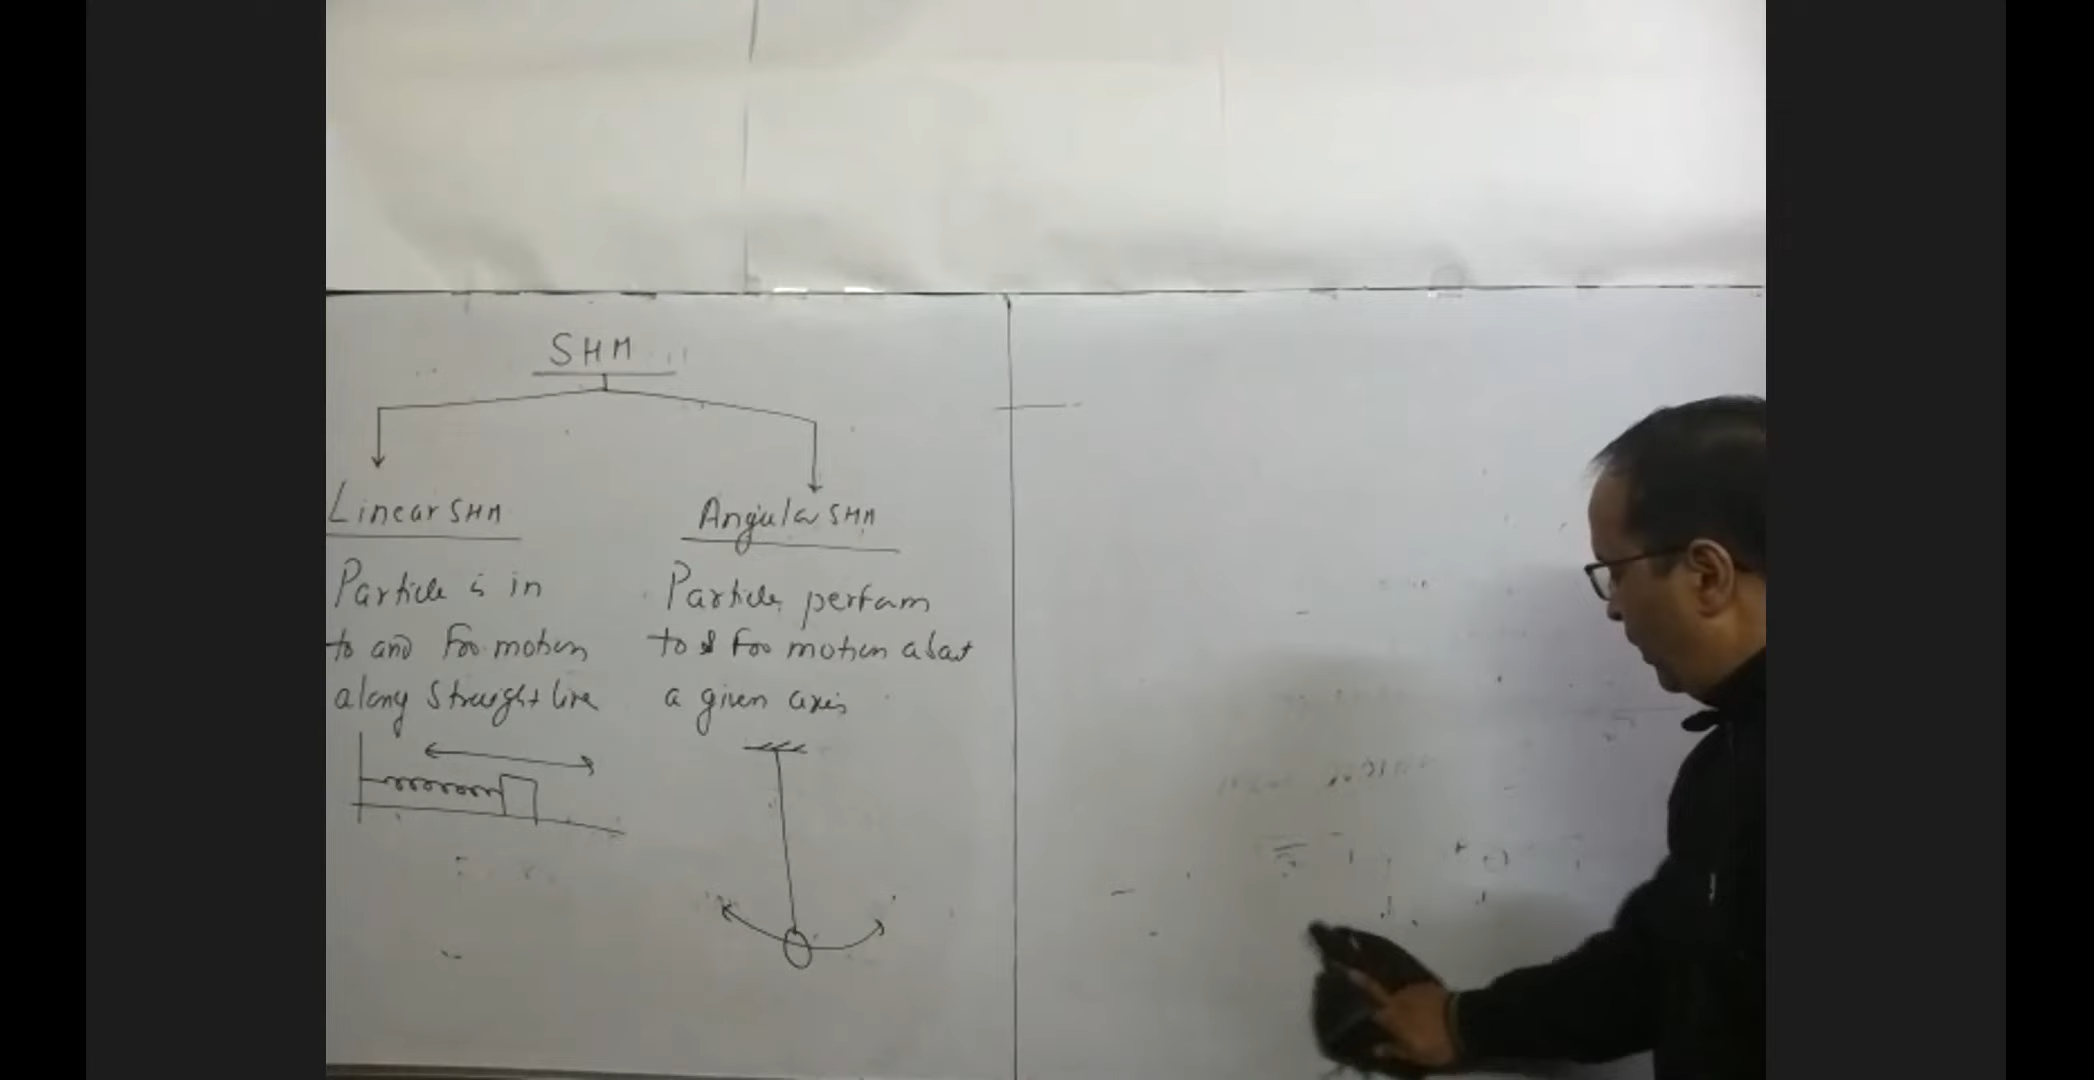 SHM
Linear SHM
Particle is in
to and Fro motion
along Straight line
Angular SHM
Particle perform
to & Fro motion about
a given axis